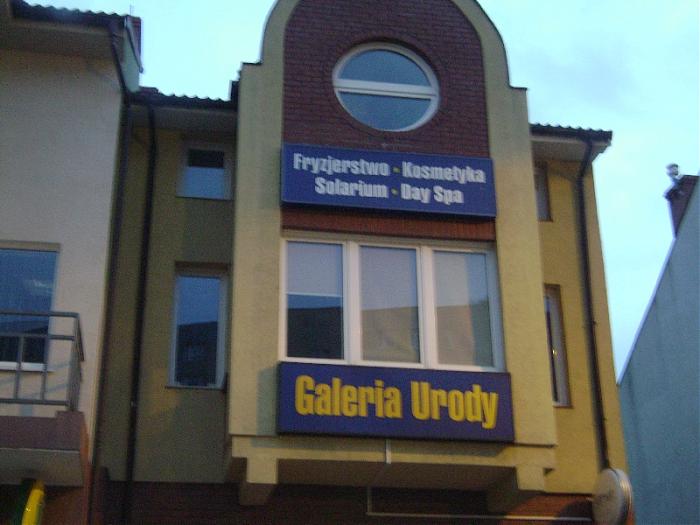 Fryzjerstwo • Kosmetyka
Solarium • Day Spa
Galeria Urody